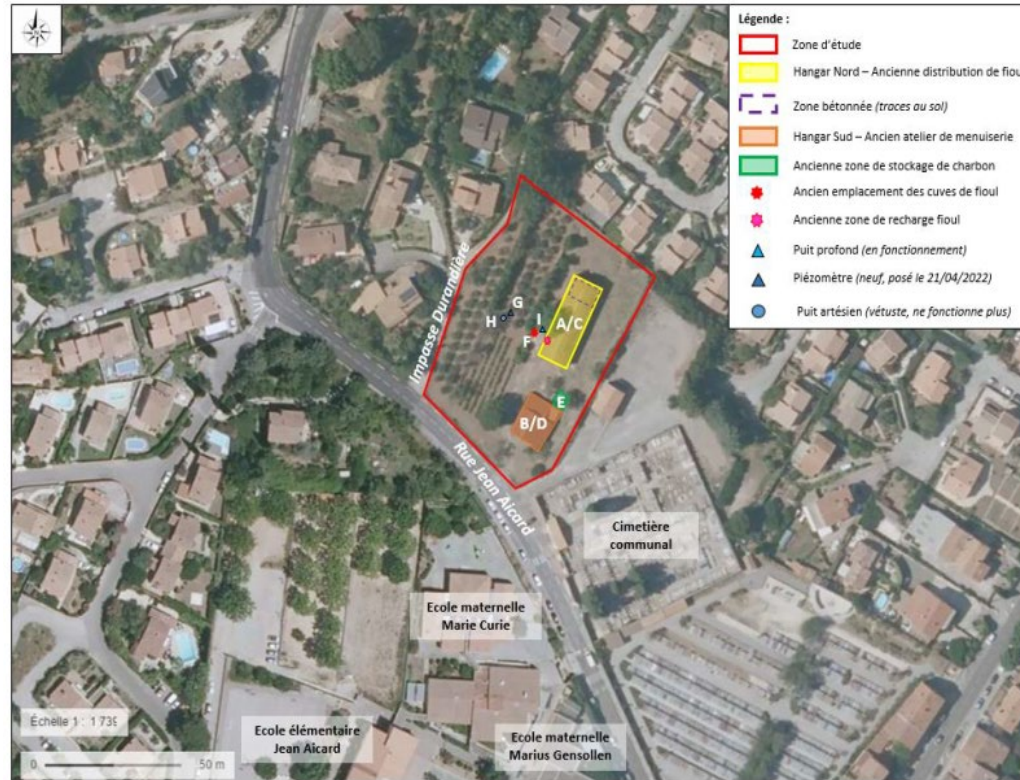 Légende :
Zone d'étude
Hangar Nord – Ancienne distribution de fioul
Zone bétonnée (traces au sol)
Hangar Sud – Ancien atelier de menuiserie
Ancienne zone de stockage de charbon
Ancien emplacement des cuves de fioul
Ancienne zone de recharge fioul
Puit profond (en fonctionnement)
Piézomètre (neuf, posé le 21/04/2022)
Puit artésien (vétuste, ne fonctionne plus)
Impasse Durandière
G
H
I
F
A/C
E
B/D
Rue Jean Aicard
Cimetière
communal
Ecole maternelle
Marie Curie
Ecole élémentaire
Jean Aicard
Ecole maternelle
Marius Gensollen
Échelle 1 : 1 739
0
50 m